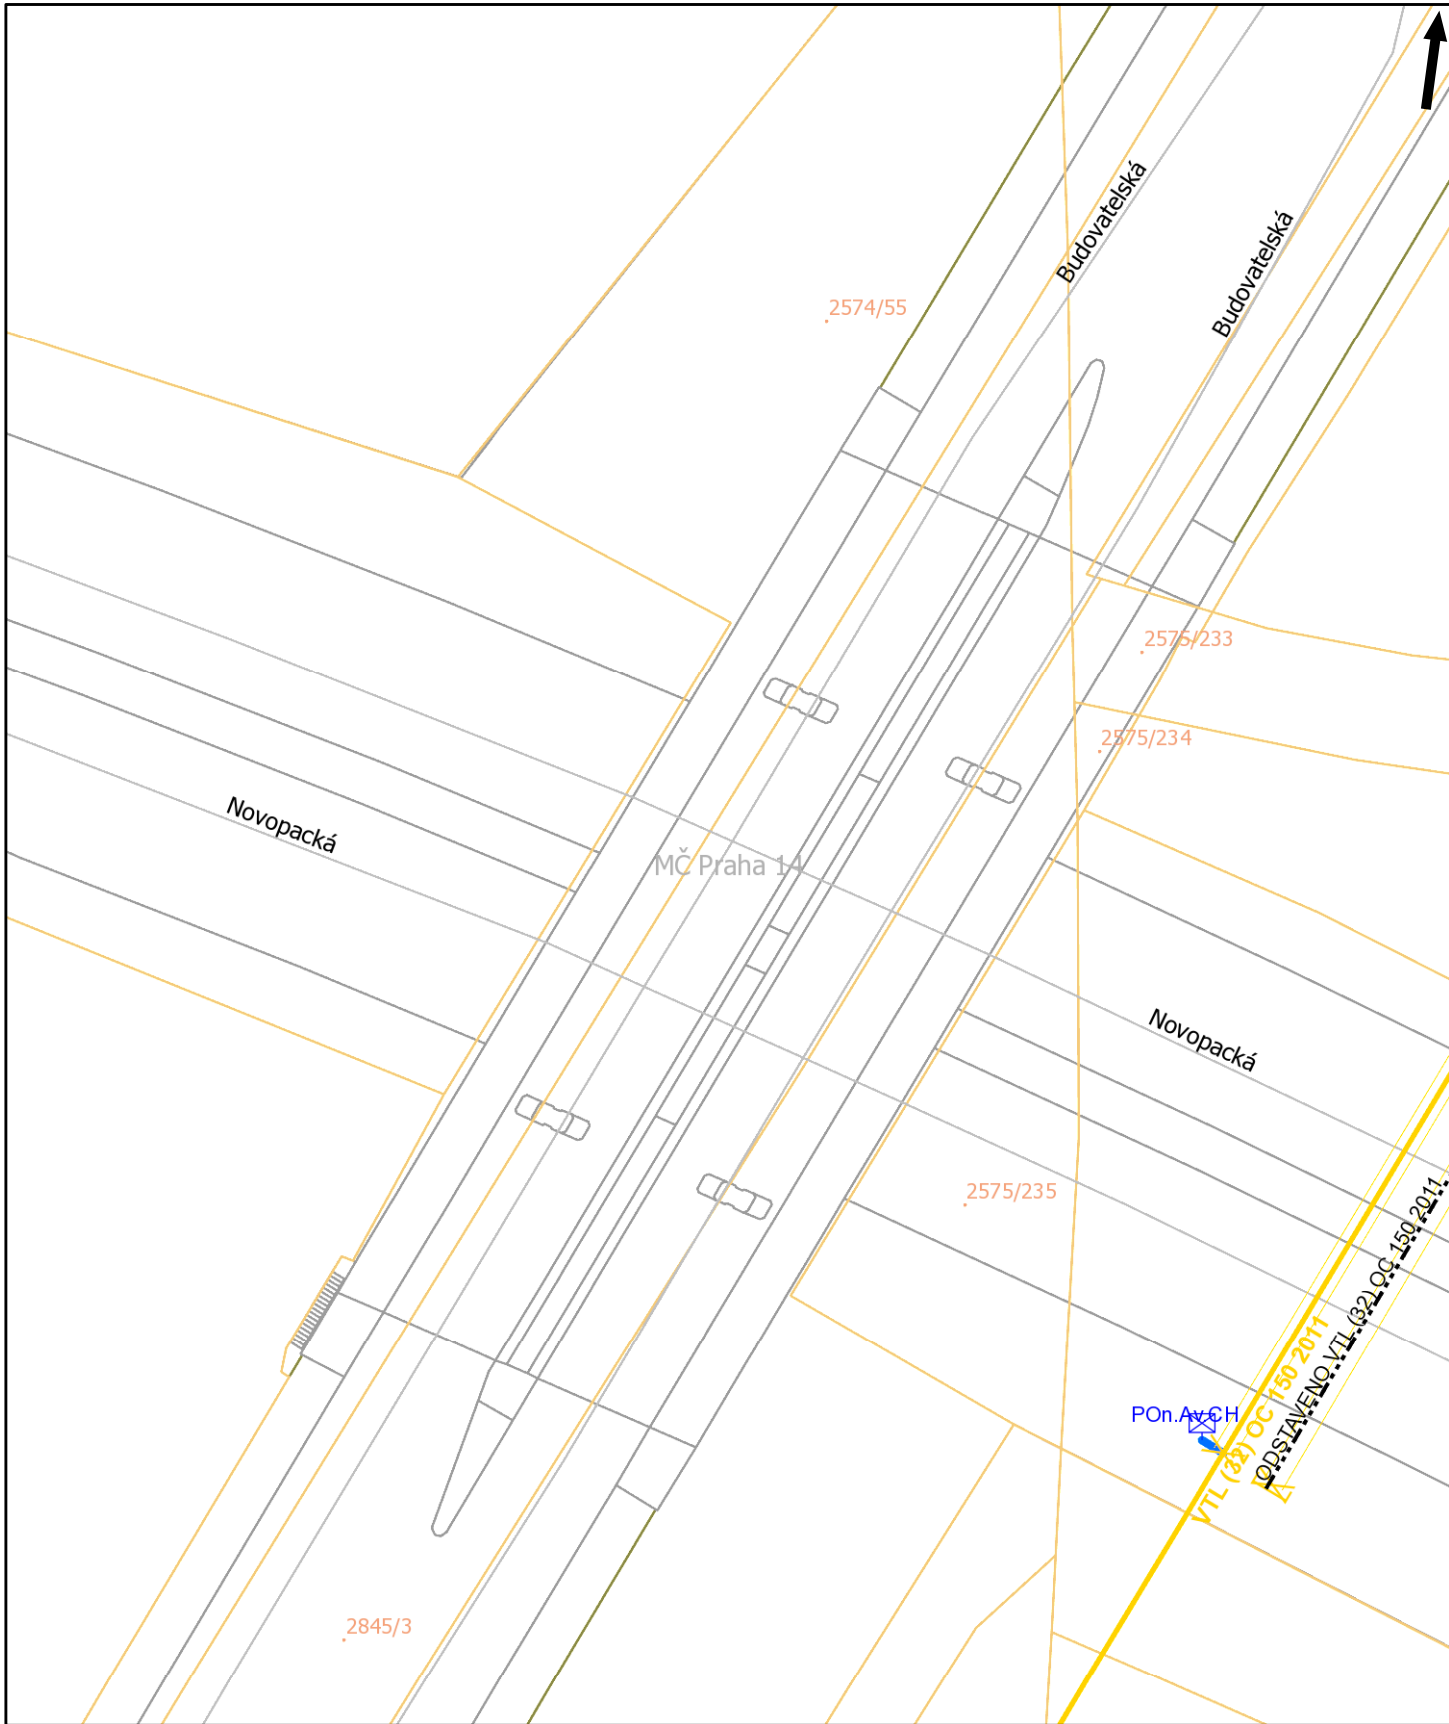 Budovatelská
Budovatelská
2574/55
2575/233
2575/234
Novopacká
MČ Praha 14
Novopacká
2575/235
ODSTAVENO VTL (32) OC 150 2011
VTL (32) OC 150 2011
POn.Av.CH
2845/3